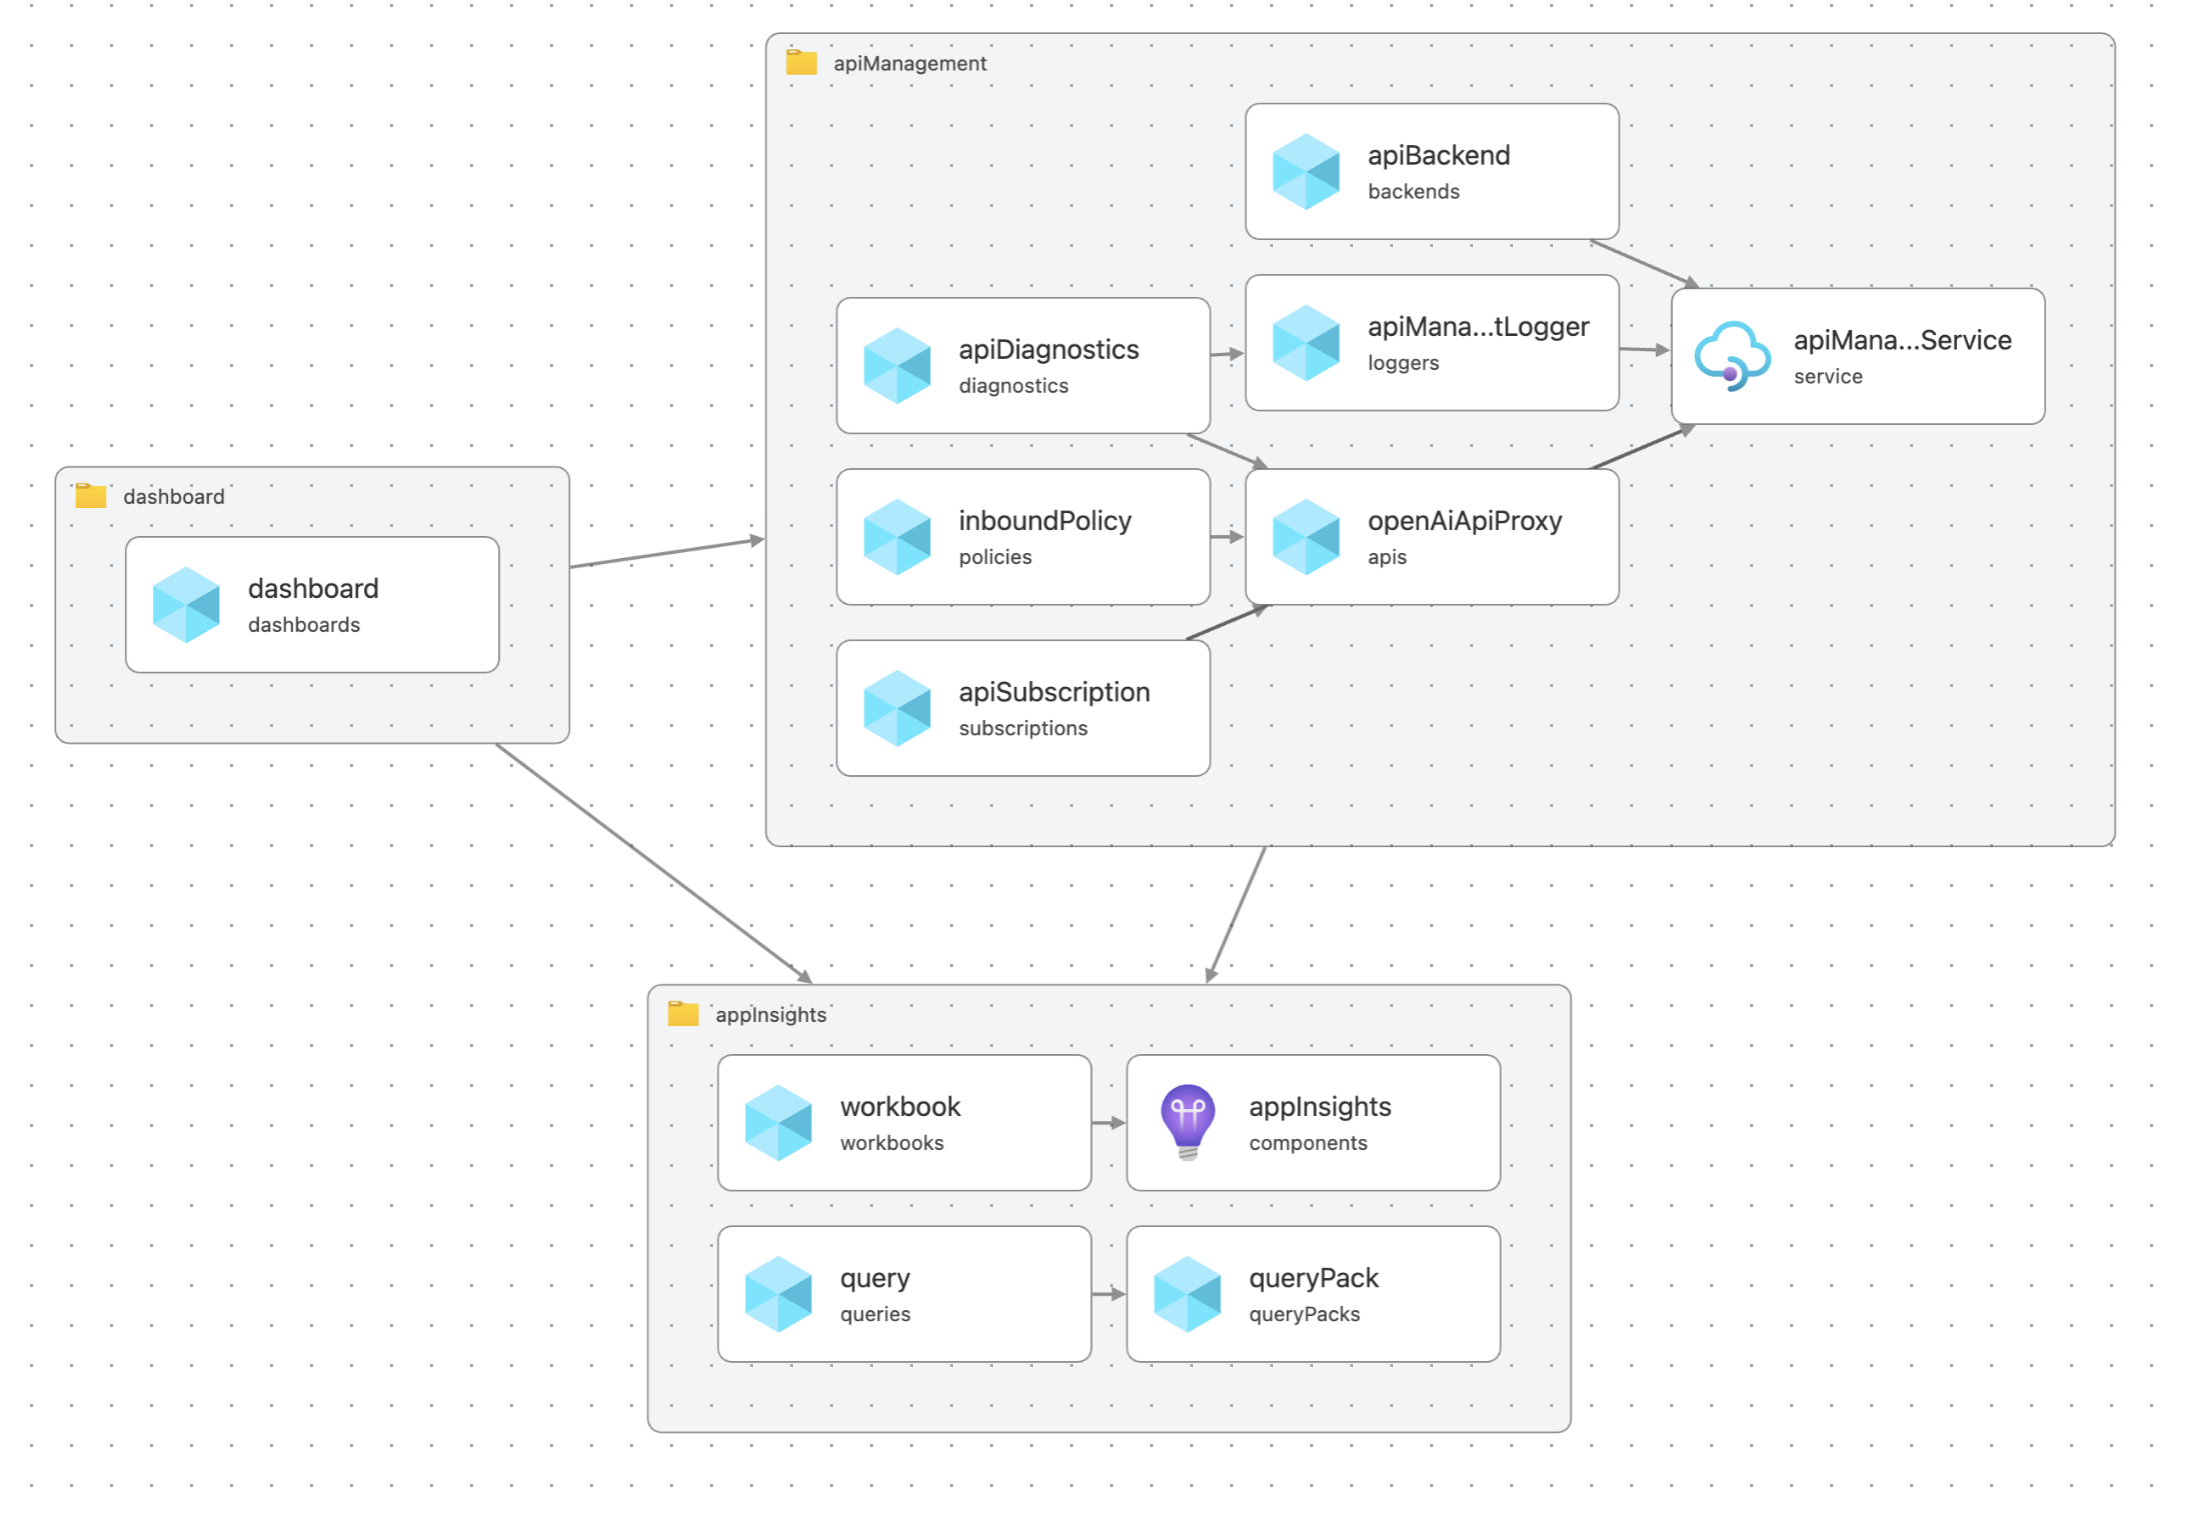 apiManagement
apiBackend
backends
apiDiagnostics
diagnostics
apiMana...tLogger
loggers
apiMana...Service
service
inboundPolicy
policies
openAiApiProxy
apis
apiSubscription
subscriptions
dashboard
dashboard
dashboards
appInsights
workbook
workbooks
appInsights
components
query
queries
queryPack
queryPacks